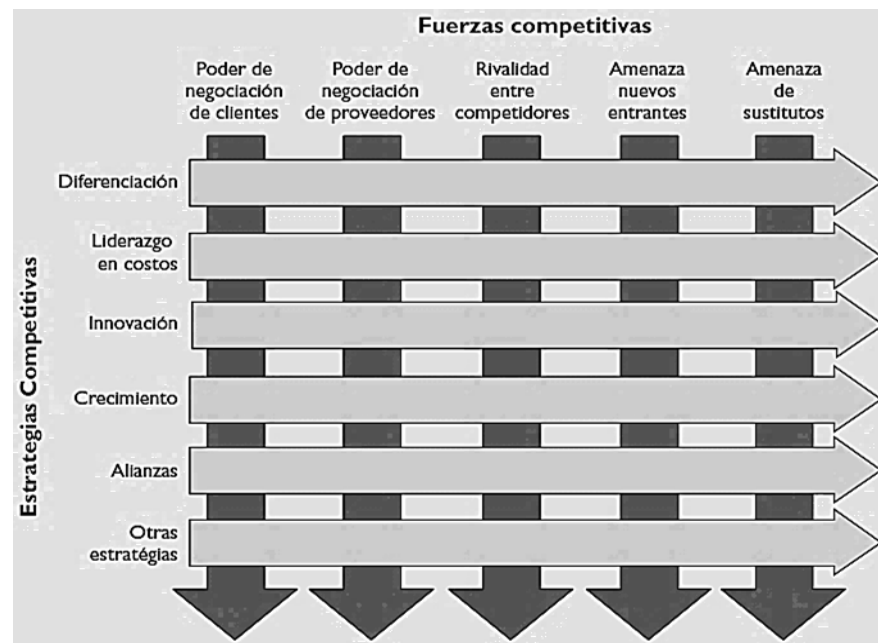 Fuerzas competitivas
Poder de
negociación
de clientes
Poder de
negociación
de proveedores
Rivalidad
entre
competidores
Amenaza
nuevos
entrantes
Amenaza
de
sustitutos
Estrategias Competitivas
Diferenciación
Liderazgo
en costos
Innovación
Crecimiento
Alianzas
Otras
estratégias